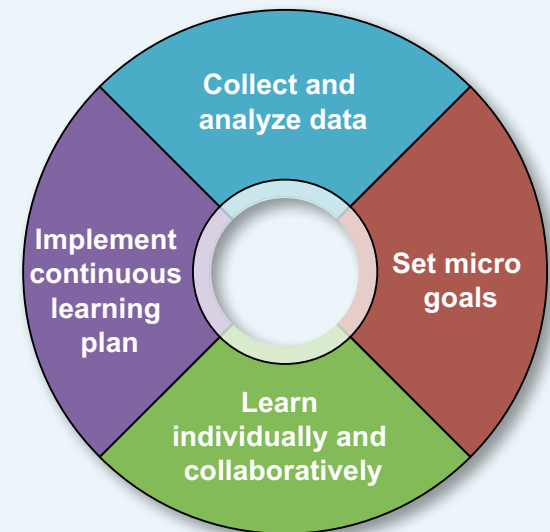 Collect and
analyze data
Set micro
goals
Learn
individually and
collaboratively
Implement
continuous
learning
plan